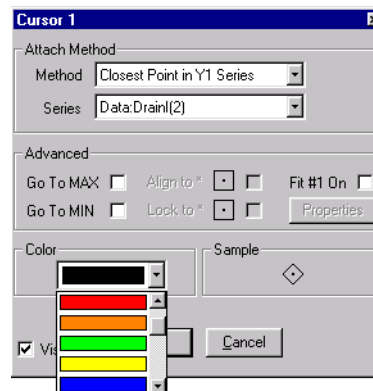 Cursor 1
Attach Method
Method Closest Point in Y1 Series
Series Data:DrainI(2)
Advanced
Go To MAX Align to * Fit #1 On
Go To MIN Lock to * Properties
Color Sample
Cancel